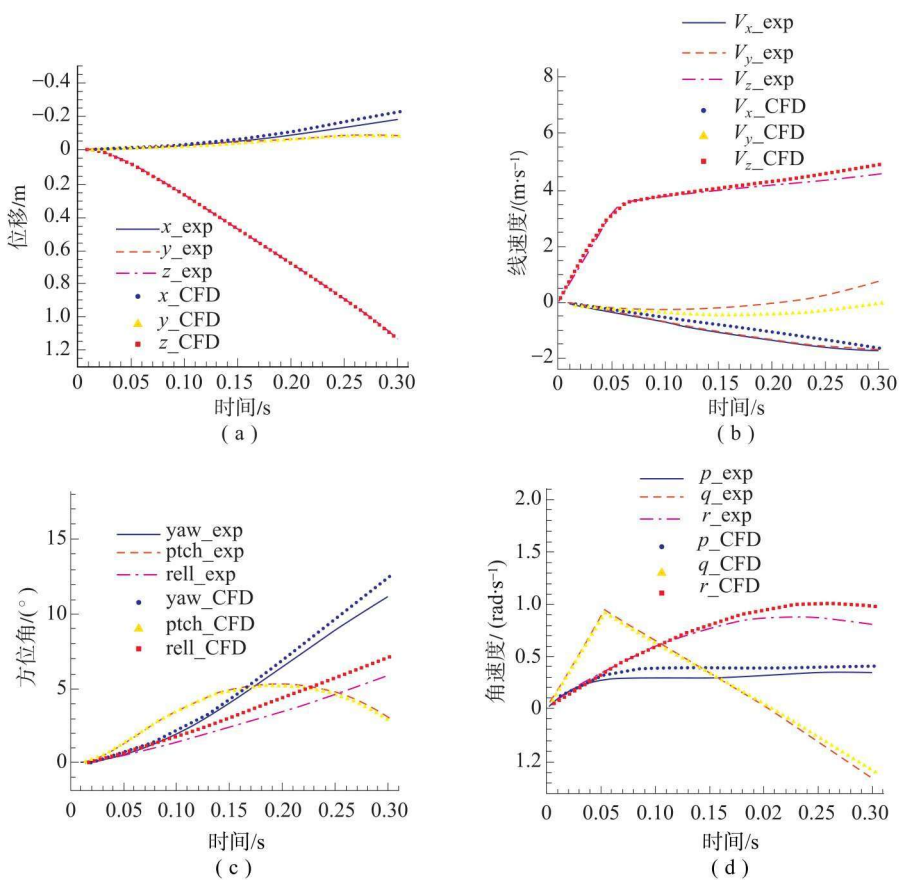 −0.4
−0.2
0
0.2
0.4
0.6
0.8
1.0
1.2
位移/m
x_exp
y_exp
z_exp
x_CFD
y_CFD
z_CFD
0 0.05 0.10 0.15 0.20 0.25 0.30
时间/s
( a )
Vx_exp
Vy_exp
Vz_exp
Vx_CFD
Vy_CFD
Vz_CFD
8
6
4
2
0
−2
线速度/(m·s⁻¹)
0 0.05 0.10 0.15 0.20 0.25 0.30
时间/s
( b )
15
10
5
0
方位角/(°)
yaw_exp
ptch_exp
rell_exp
yaw_CFD
ptch_CFD
rell_CFD
0 0.05 0.10 0.15 0.20 0.25 0.30
时间/s
( c )
p_exp
q_exp
r_exp
p_CFD
q_CFD
r_CFD
2.0
1.0
0.5
0
1.2
角速度/ (rad·s⁻¹)
0 0.05 0.10 0.15 0.02 0.25 0.30
时间/s
( d )